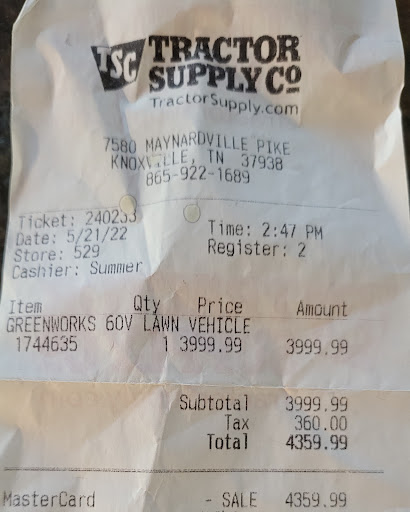 TSC TRACTOR
SUPPLY CO
TractorSupply.com
7580 MAYNARDVILLE PIKE
KNOXVILLE, TN 37938
865-922-1689
Ticket: 240233
Date: 5/21/22 Time: 2:47 PM
Store: 529 Register: 2
Cashier: Summer
Item Qty Price Amount
GREENWORKS 60V LAWN VEHICLE
1744635 1 3999.99 3999.99
Subtotal 3999.99
Tax 360.00
Total 4359.99
MasterCard - SALE 4359.99